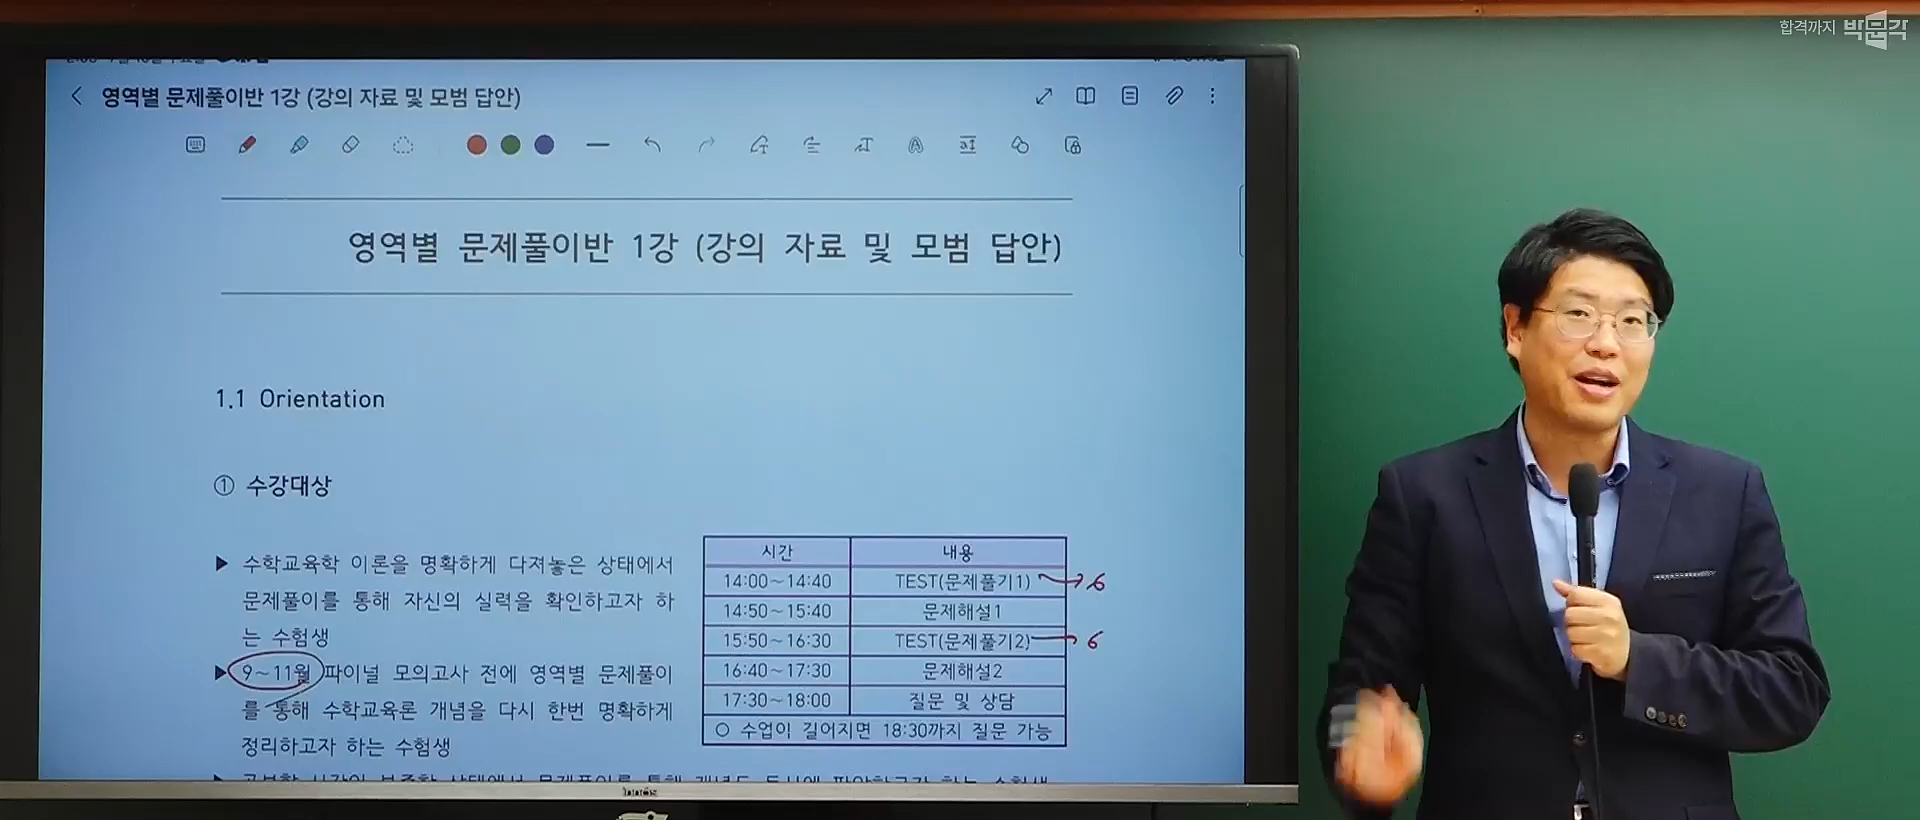 합격까지 박문각
영역별 문제풀이반 1강 (강의 자료 및 모범 답안)
영역별 문제풀이반 1강 (강의 자료 및 모범 답안)
1.1 Orientation
① 수강대상
▶ 수학교육학 이론을 명확하게 다져놓은 상태에서
문제풀이를 통해 자신의 실력을 확인하고자 하
는 수험생
▶ 9~11월 파이널 모의고사 전에 영역별 문제풀이
를 통해 수학교육론 개념을 다시 한번 명확하게
정리하고자 하는 수험생
시간 내용
14:00~14:40 TEST(문제풀기1) 6
14:50~15:40 문제해설1
15:50~16:30 TEST(문제풀기2) 6
16:40~17:30 문제해설2
17:30~18:00 질문 및 상담
○ 수업이 길어지면 18:30까지 질문 가능